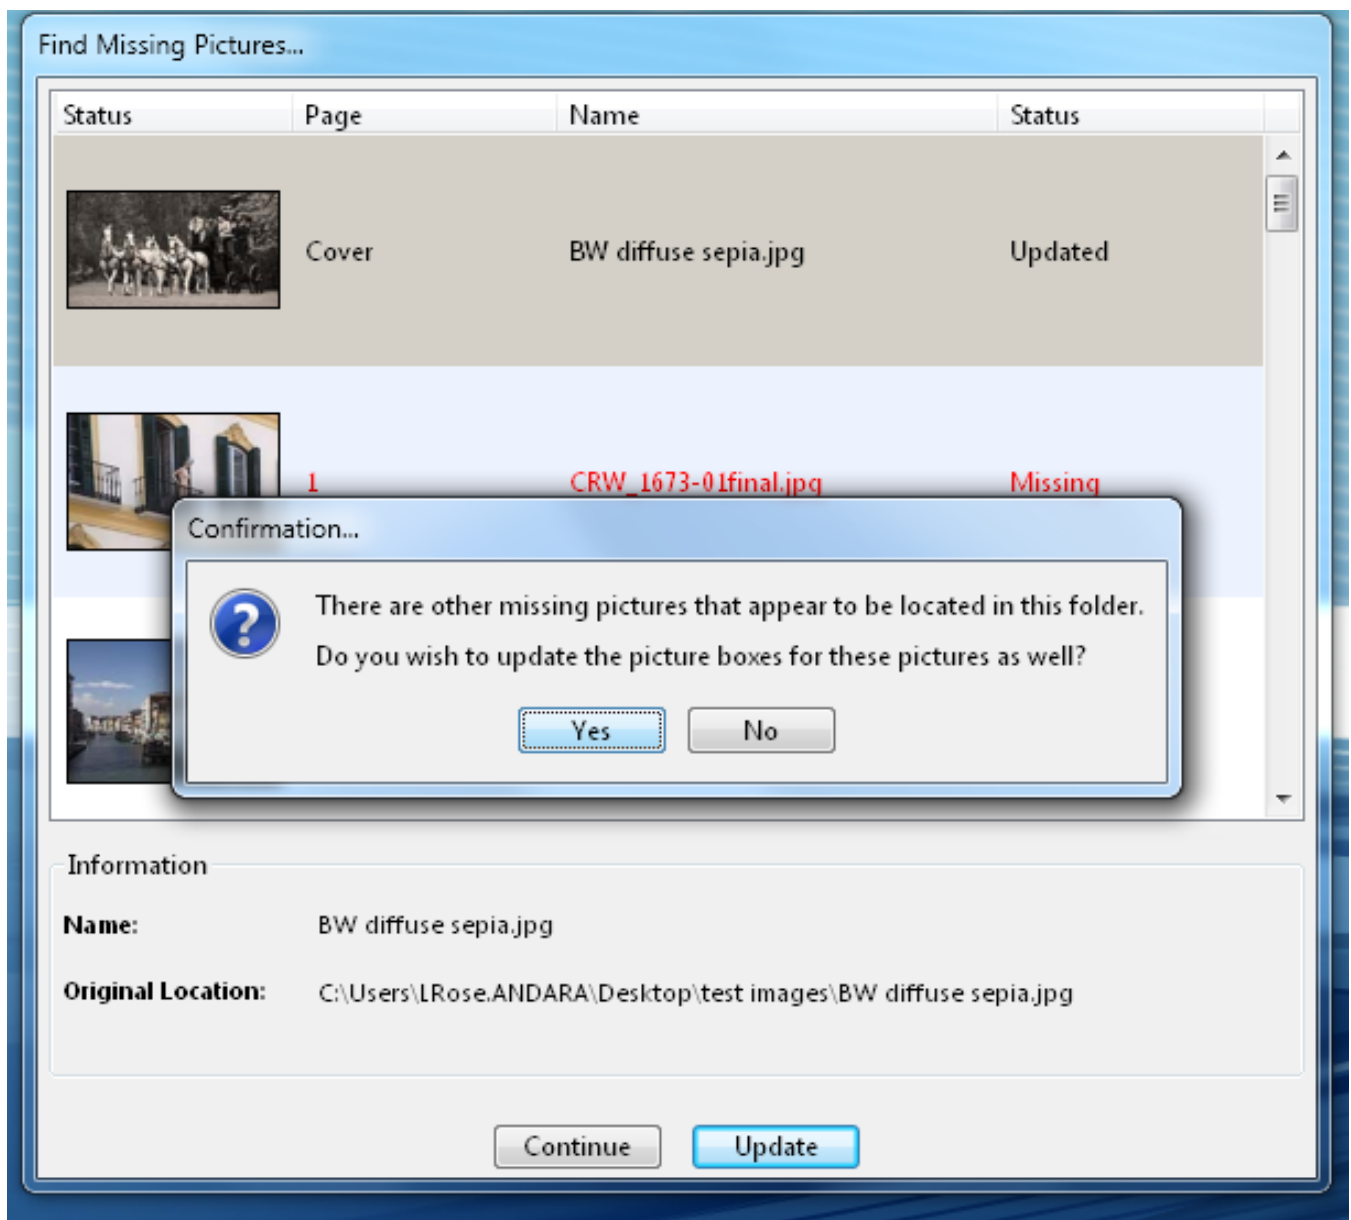 Find Missing Pictures...
Status Page Name Status
Cover BW diffuse sepia.jpg Updated
1 CRW_1673-01final.jpg Missing
Confirmation...
There are other missing pictures that appear to be located in this folder.
Do you wish to update the picture boxes for these pictures as well?
Yes No
Information
Name: BW diffuse sepia.jpg
Original Location: C:\Users\LRose.ANDARA\Desktop\test images\BW diffuse sepia.jpg
Continue Update